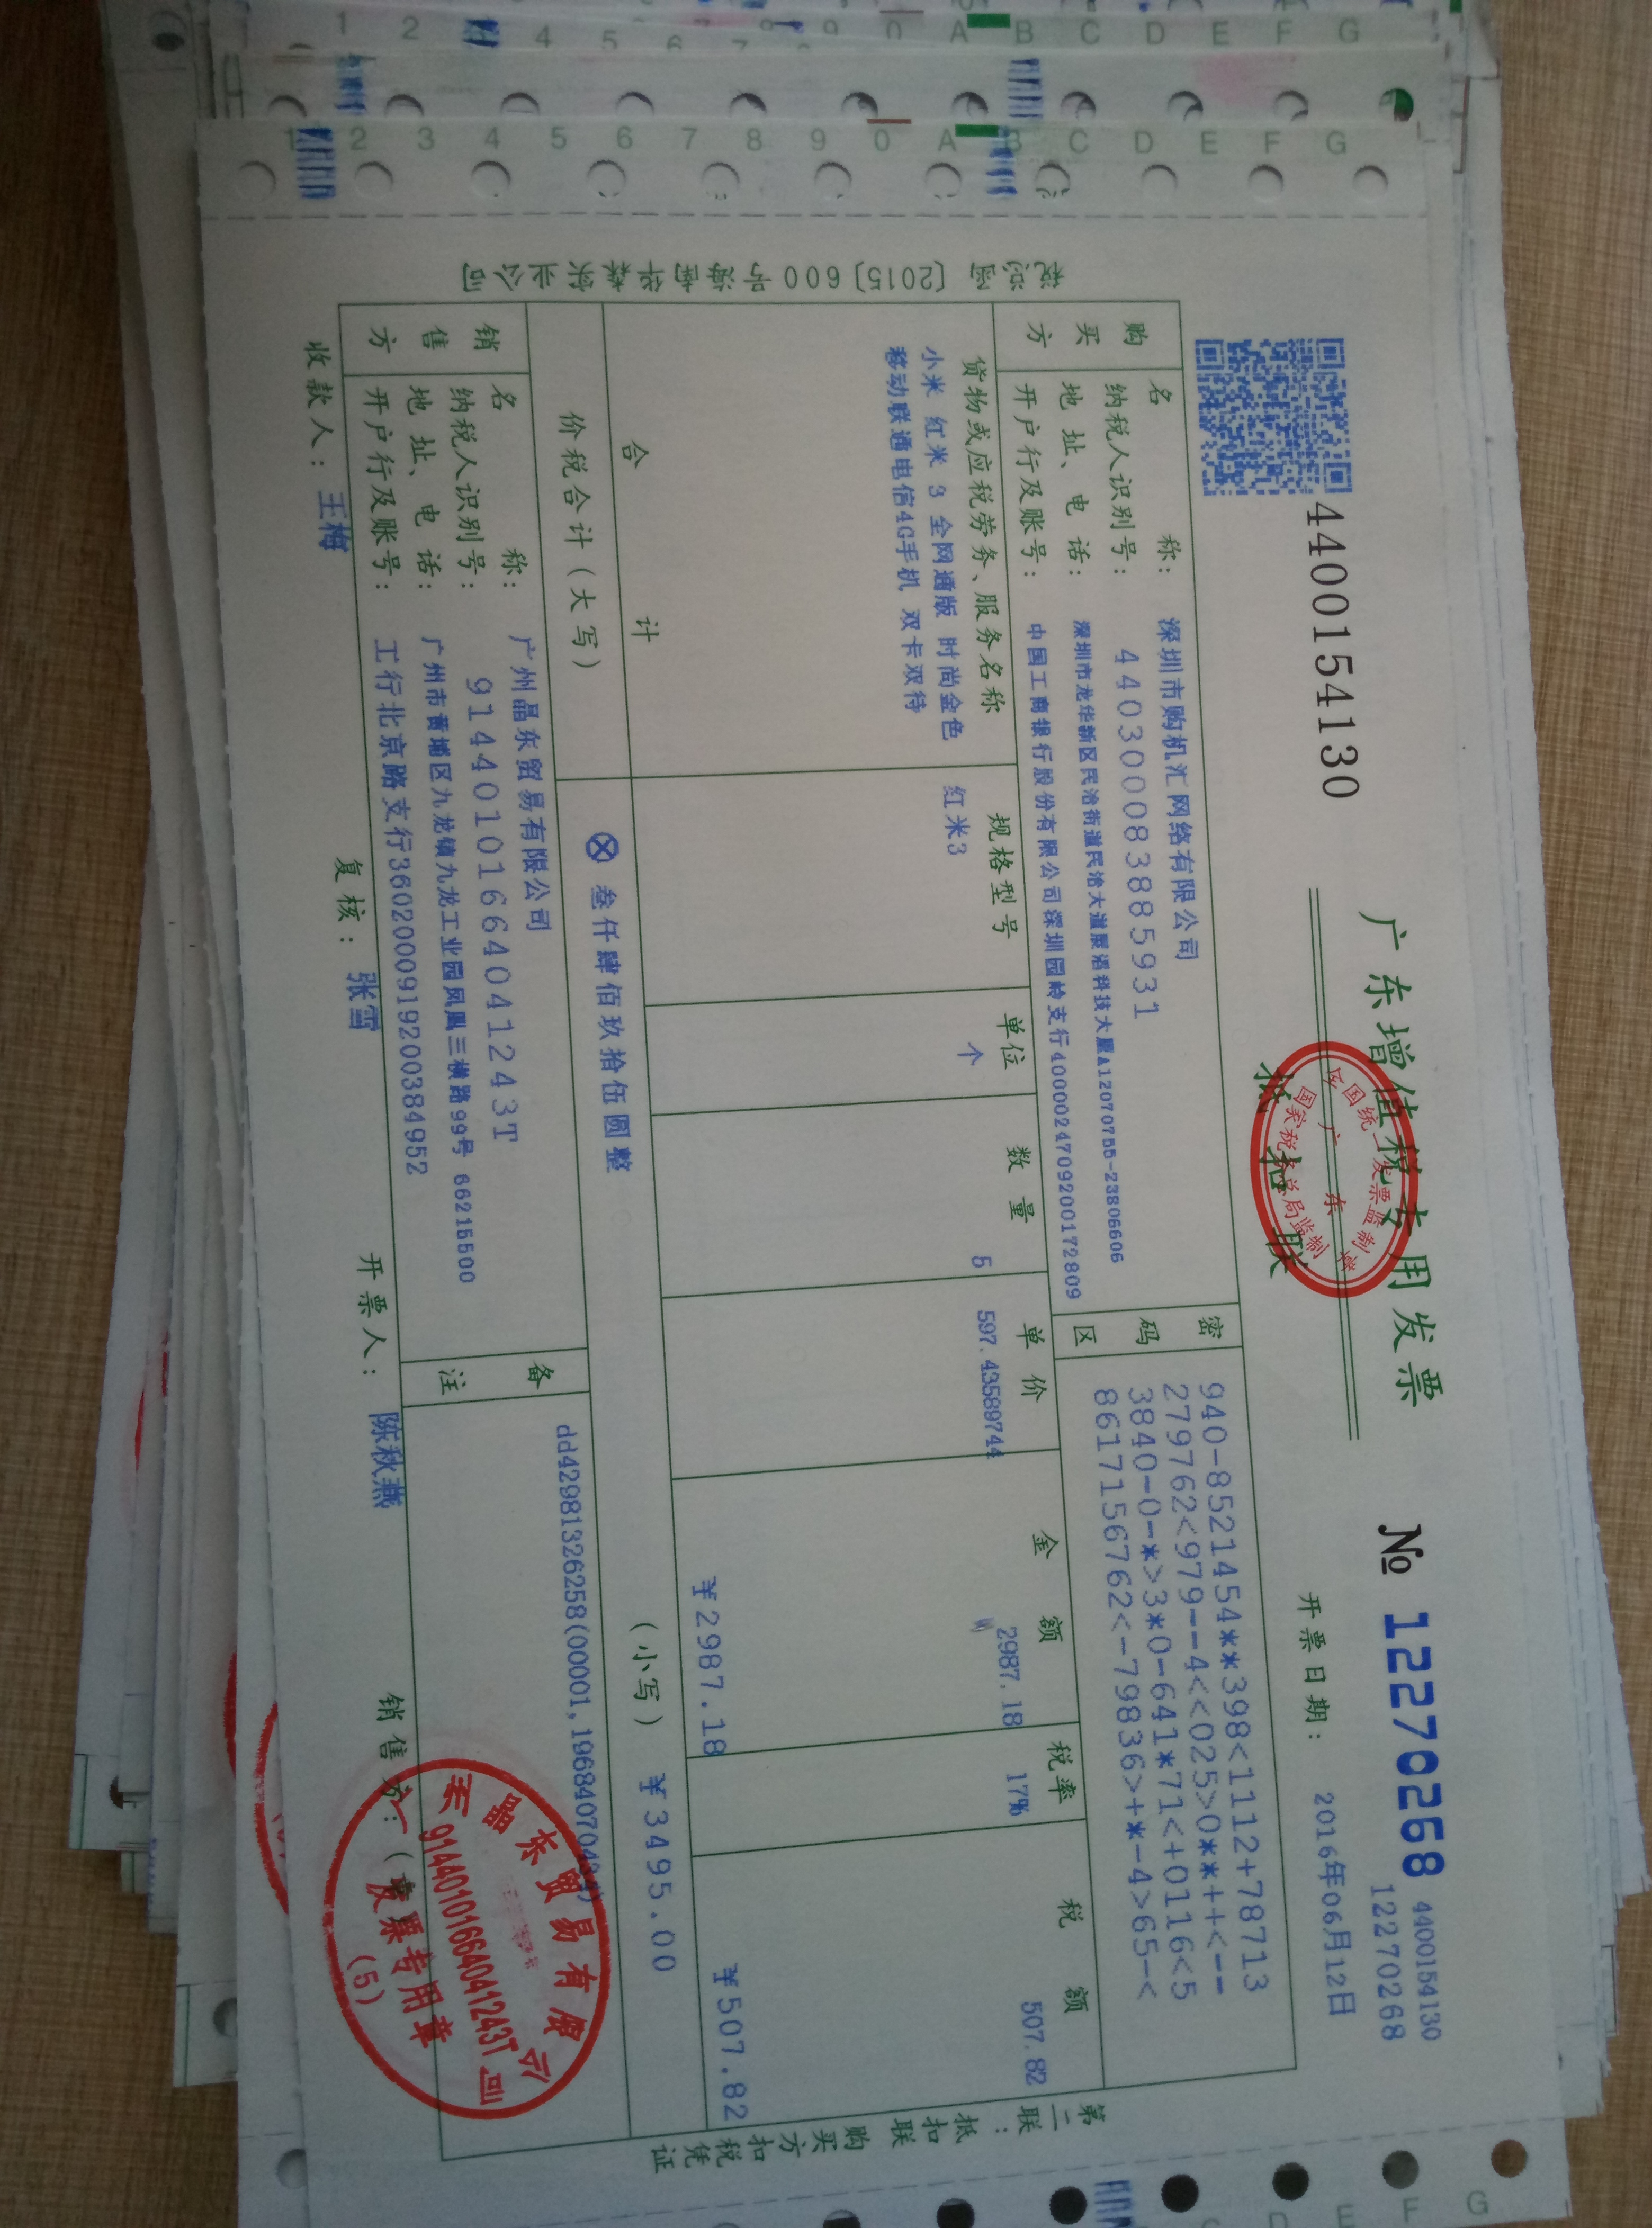 4400154130
广东增值税专用发票
抵扣联
全国统一发票监制章
广东
国家税务总局监制
№ 12270268
4400154130
12270268
开票日期: 2016年06月12日
购买方
名称: 深圳市购机汇网络有限公司
纳税人识别号: 440300083885931
地址、电话: 深圳市龙华新区民治街道民治大道展滔科技大厦A12070755-23806606
开户行及账号: 中国工商银行股份有限公司深圳园岭支行4000024709200172809
密码区
940-8521454**398<1112+78713
279762<979--4<<025>0**++<--
3840-0-*>3*0-641*71<+0116<5
86171567 62<-79836>+*-4>65-<
货物或应税劳务、服务名称 规格型号 单位 数量 单价 金额 税率 税额
小米 红米 3 全网通版 时尚金色 红米3 个 5 597.43589744 2987.18 17% 507.82
移动联通电信4G手机 双卡双待
合计 ¥2987.18 ¥507.82
价税合计(大写) ⊗ 叁仟肆佰玖拾伍圆整 (小写) ¥3495.00
销售方
名称: 广州晶东贸易有限公司
纳税人识别号: 91440101664041243T
地址、电话: 广州市黄埔区九龙镇九龙工业园凤凰三横路99号 66215500
开户行及账号: 工行北京路支行3602000919200384952
备注
dd42981326258(00001,19684070434)
收款人: 王梅 复核: 张雪 开票人: 陈秋燕 销售方: (章)
晶东贸易有限公司
91440101664041243T
发票专用章
(5)
第二联: 抵扣联 购买方扣税凭证
〔2015〕600号海南华森实业公司
1 2 3 4 5 6 7 8 9 0 A B C D E F G
1 2 4 5 6 7 8 9 0 A B C D E F G
E F G